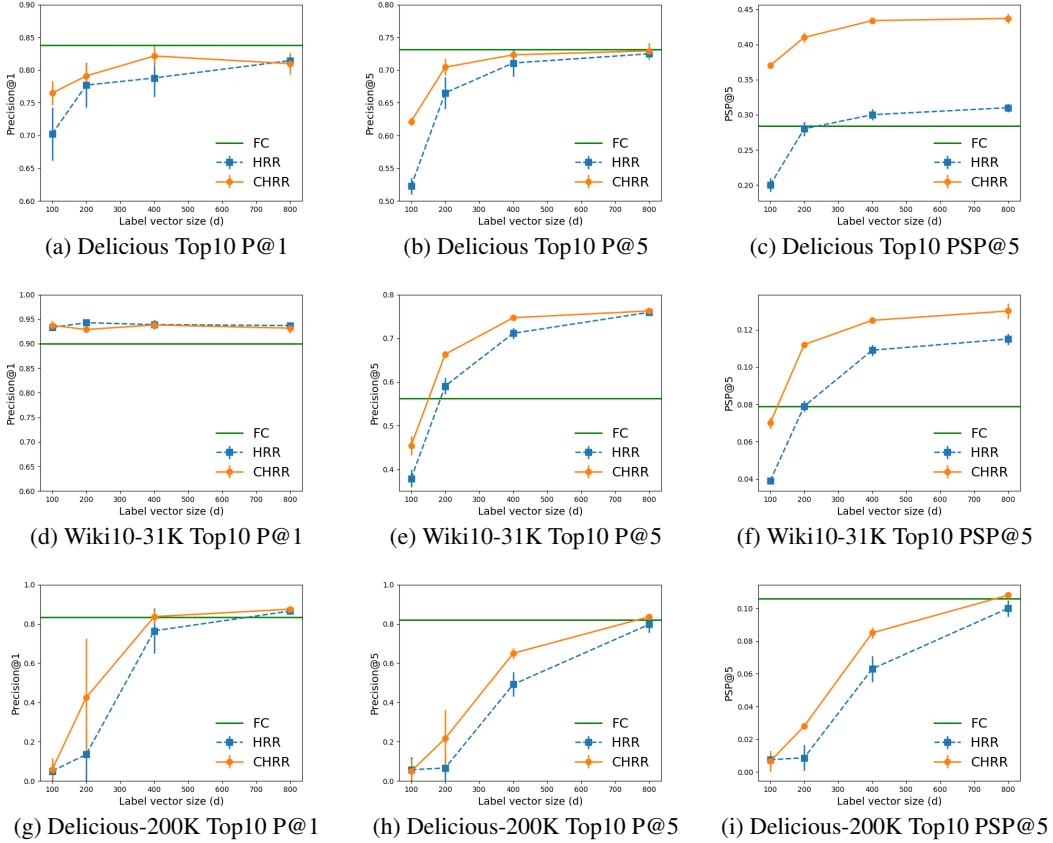 0.90
0.85
0.80
0.75
0.70
0.65
0.60
Precision@1
100 200 300 400 500 600 700 800
Label vector size (d)
FC
HRR
CHRR
(a) Delicious Top10 P@1
0.80
0.75
0.70
0.65
0.60
0.55
0.50
Precision@5
100 200 300 400 500 600 700 800
Label vector size (d)
FC
HRR
CHRR
(b) Delicious Top10 P@5
0.45
0.40
0.35
0.30
0.25
0.20
PSP@5
100 200 300 400 500 600 700 800
Label vector size (d)
FC
HRR
CHRR
(c) Delicious Top10 PSP@5
1.00
0.95
0.90
0.85
0.80
0.75
0.70
0.65
0.60
Precision@1
100 200 300 400 500 600 700 800
Label vector size (d)
FC
HRR
CHRR
(d) Wiki10-31K Top10 P@1
0.8
0.7
0.6
0.5
0.4
Precision@5
100 200 300 400 500 600 700 800
Label vector size (d)
FC
HRR
CHRR
(e) Wiki10-31K Top10 P@5
0.12
0.10
0.08
0.06
0.04
PSP@5
100 200 300 400 500 600 700 800
Label vector size (d)
FC
HRR
CHRR
(f) Wiki10-31K Top10 PSP@5
1.0
0.8
0.6
0.4
0.2
0.0
Precision@1
100 200 300 400 500 600 700 800
Label vector size (d)
FC
HRR
CHRR
(g) Delicious-200K Top10 P@1
1.0
0.8
0.6
0.4
0.2
0.0
Precision@5
100 200 300 400 500 600 700 800
Label vector size (d)
FC
HRR
CHRR
(h) Delicious-200K Top10 P@5
0.10
0.08
0.06
0.04
0.02
0.00
PSP@5
100 200 300 400 500 600 700 800
Label vector size (d)
FC
HRR
CHRR
(i) Delicious-200K Top10 PSP@5